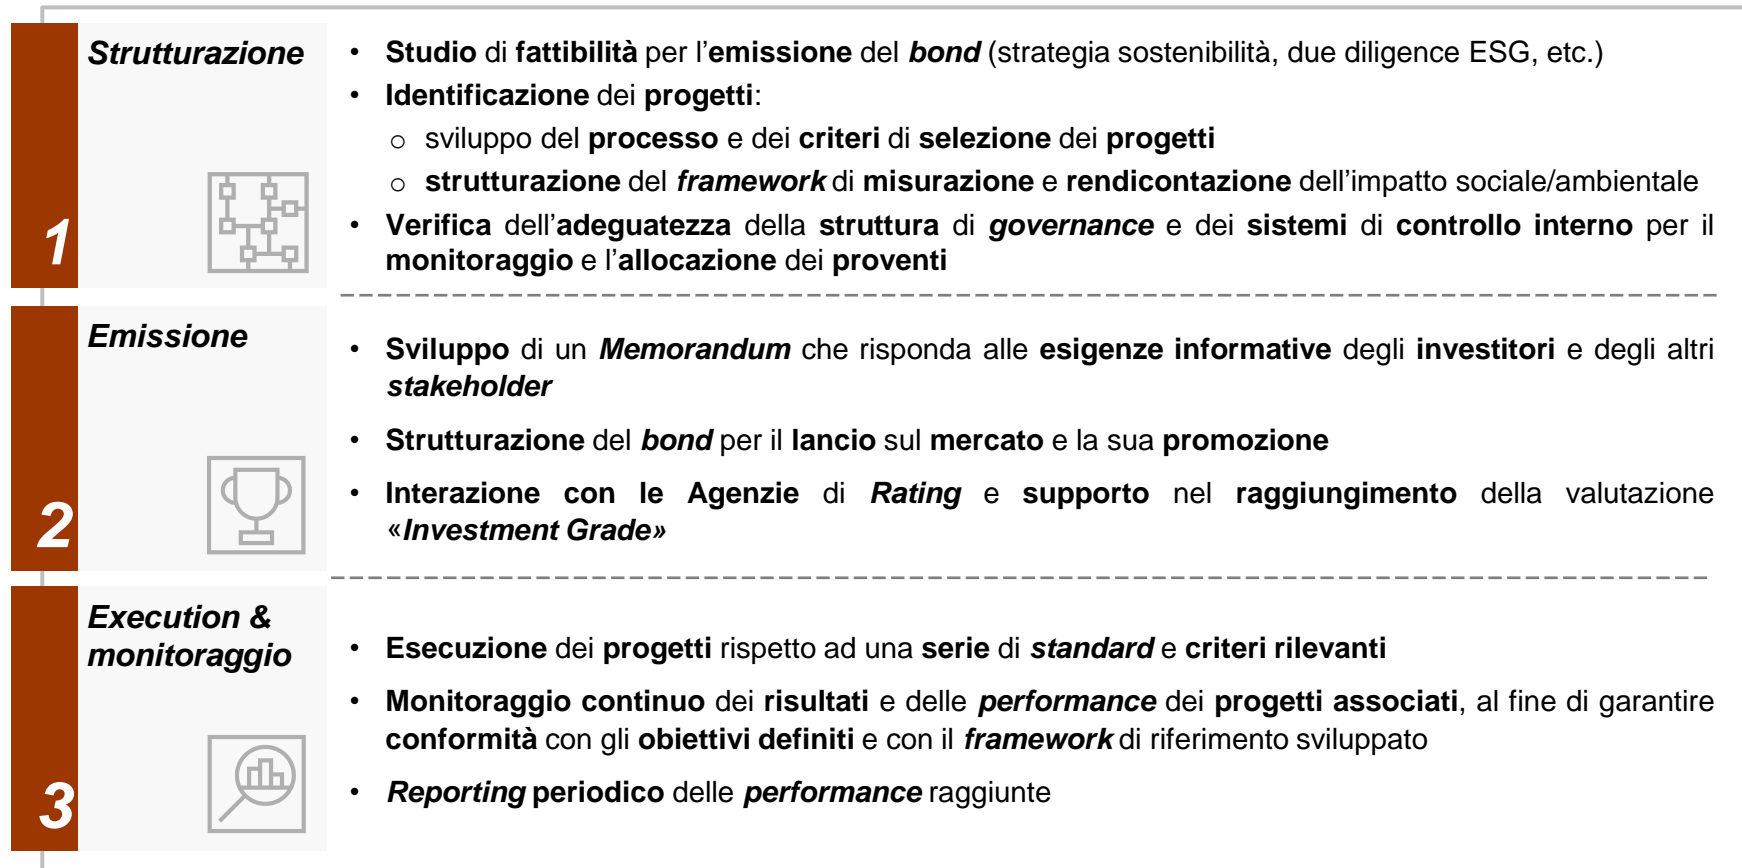 Strutturazione
• Studio di fattibilità per l’emissione del bond (strategia sostenibilità, due diligence ESG, etc.)
• Identificazione dei progetti:
o sviluppo del processo e dei criteri di selezione dei progetti
o strutturazione del framework di misurazione e rendicontazione dell’impatto sociale/ambientale
• Verifica dell’adeguatezza della struttura di governance e dei sistemi di controllo interno per il
monitoraggio e l’allocazione dei proventi
1
Emissione
• Sviluppo di un Memorandum che risponda alle esigenze informative degli investitori e degli altri
stakeholder
• Strutturazione del bond per il lancio sul mercato e la sua promozione
• Interazione con le Agenzie di Rating e supporto nel raggiungimento della valutazione
«Investment Grade»
2
Execution &
monitoraggio
• Esecuzione dei progetti rispetto ad una serie di standard e criteri rilevanti
• Monitoraggio continuo dei risultati e delle performance dei progetti associati, al fine di garantire
conformità con gli obiettivi definiti e con il framework di riferimento sviluppato
• Reporting periodico delle performance raggiunte
3